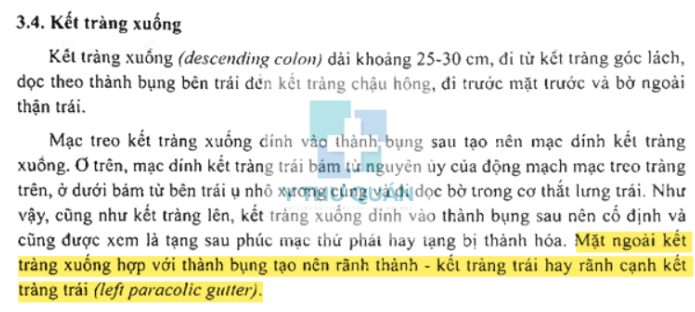 3.4. Kết tràng xuống
Kết tràng xuống (descending colon) dài khoảng 25-30 cm, đi từ kết tràng góc lách,
dọc theo thành bụng bên trái đến kết tràng chậu hông, đi trước mặt trước và bờ ngoài
thận trái.
Mạc treo kết tràng xuống dính vào thành bụng sau tạo nên mạc dính kết tràng
xuống. Ở trên, mạc dính kết tràng trái bám từ nguyên ủy của động mạch mạc treo tràng
trên, ở dưới bám từ bên trái ụ nhô xương cùng và đi dọc bờ trong cơ thắt lưng trái. Như
vậy, cũng như kết tràng lên, kết tràng xuống dính vào thành bụng sau nên cố định và
cũng được xem là tạng sau phúc mạc thứ phát hay tạng bị thành hóa. Mặt ngoài kết
tràng xuống hợp với thành bụng tạo nên rãnh thành - kết tràng trái hay rãnh cạnh kết
tràng trái (left paracolic gutter).
Y THƯ QUÁN